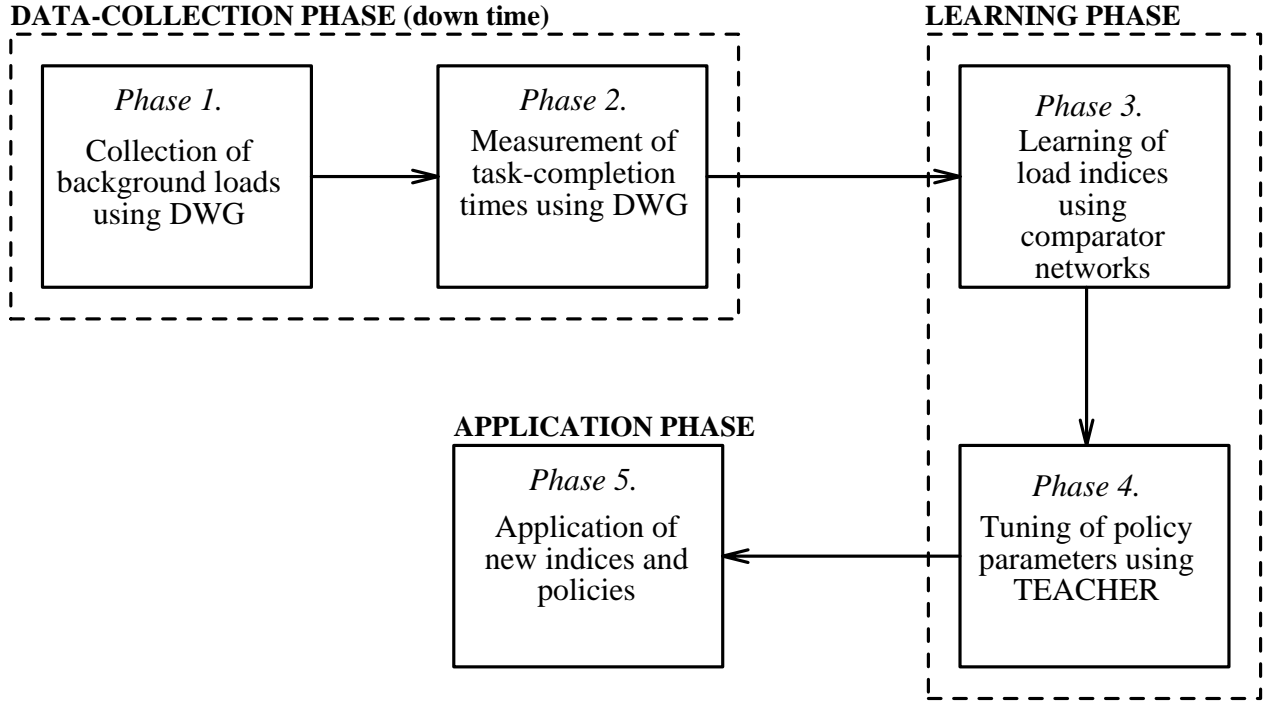 DATA-COLLECTION PHASE (down time)
Phase 1.
Collection of
background loads
using DWG
Phase 2.
Measurement of
task-completion
times using DWG
LEARNING PHASE
Phase 3.
Learning of
load indices
using
comparator
networks
Phase 4.
Tuning of policy
parameters using
TEACHER
APPLICATION PHASE
Phase 5.
Application of
new indices and
policies